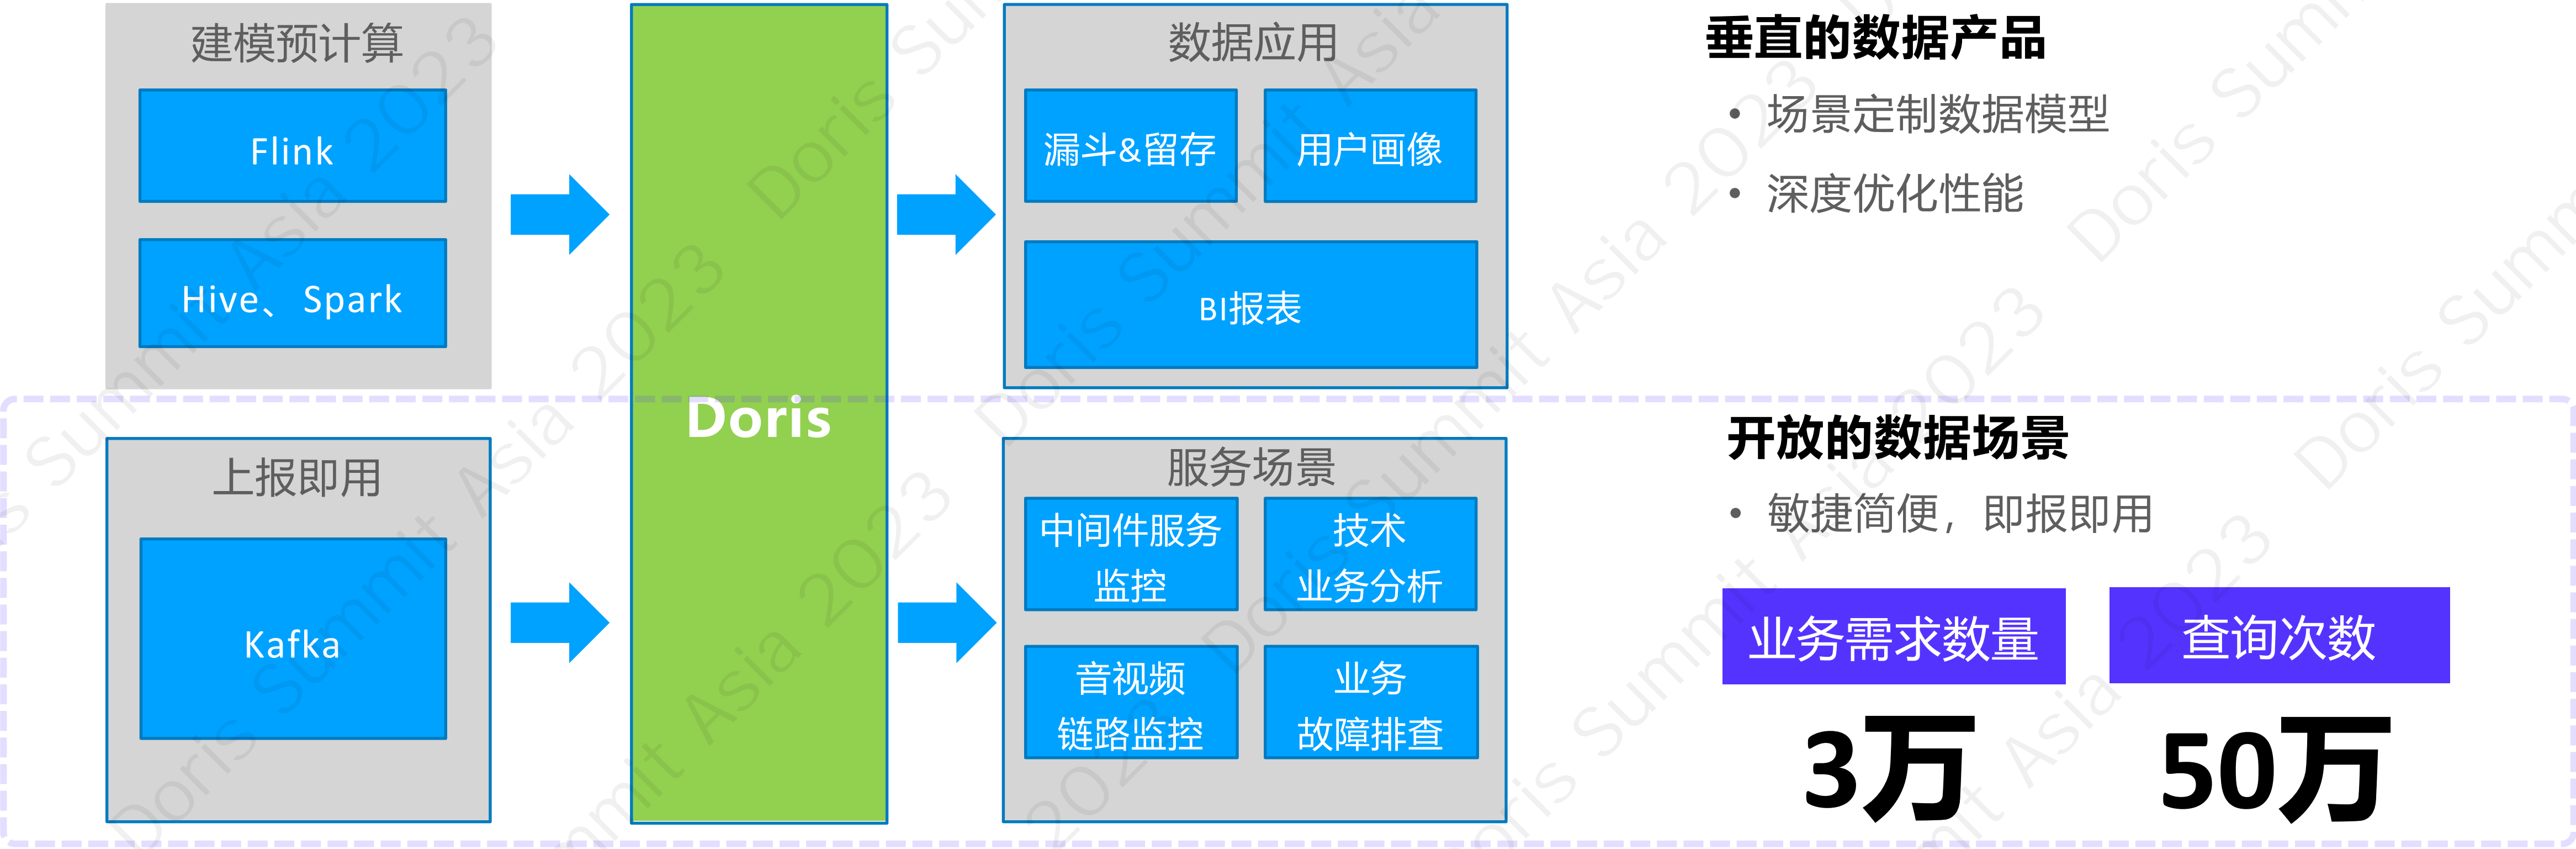 建模预计算
Flink
Hive、Spark
上报即用
Kafka
Doris
数据应用
漏斗&留存
用户画像
BI报表
服务场景
中间件服务
监控
技术
业务分析
音视频
链路监控
业务
故障排查
垂直的数据产品
• 场景定制数据模型
• 深度优化性能
开放的数据场景
• 敏捷简便，即报即用
业务需求数量
3万
查询次数
50万
Doris Summit Asia 2023